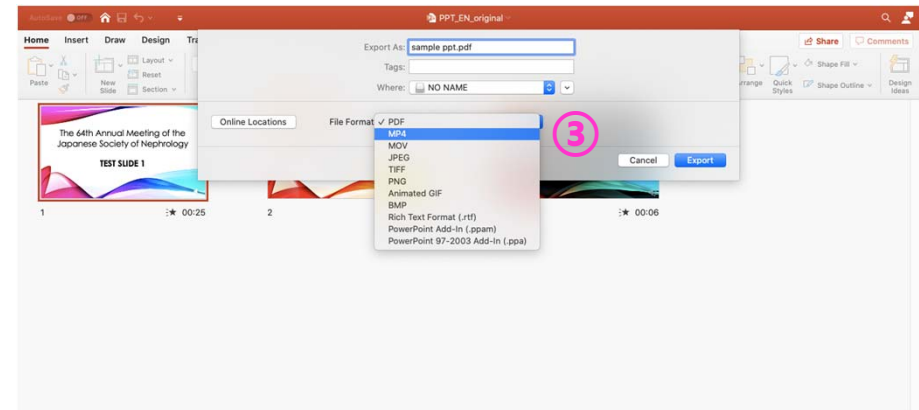 AutoSave OFF PPT_EN_original
Home Insert Draw Design Tra
Share Comments
Paste
New Slide
Layout
Reset
Section
Arrange
Quick Styles
Shape Fill
Shape Outline
Design Ideas
Export As: sample ppt.pdf
Tags:
Where: NO NAME
Online Locations
File Format ✓ PDF
MP4
MOV
JPEG
TIFF
PNG
Animated GIF
BMP
Rich Text Format (.rtf)
PowerPoint Add-In (.ppam)
PowerPoint 97-2003 Add-In (.ppa)
③
Cancel Export
The 64th Annual Meeting of the
Japanese Society of Nephrology
TEST SLIDE 1
1 00:25 2 00:06